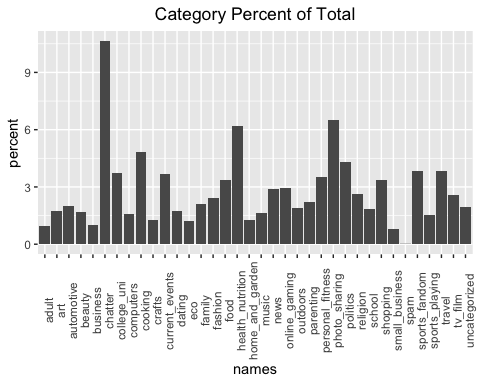 Category Percent of Total
percent
9
6
3
0
adult
art
automotive
beauty
business
chatter
college_uni
computers
cooking
crafts
current_events
dating
eco
family
fashion
food
health_nutrition
home_and_garden
music
news
online_gaming
outdoors
parenting
personal_fitness
photo_sharing
politics
religion
school
shopping
small_business
spam
sports_random
sports_playing
travel
tv_film
uncategorized
names